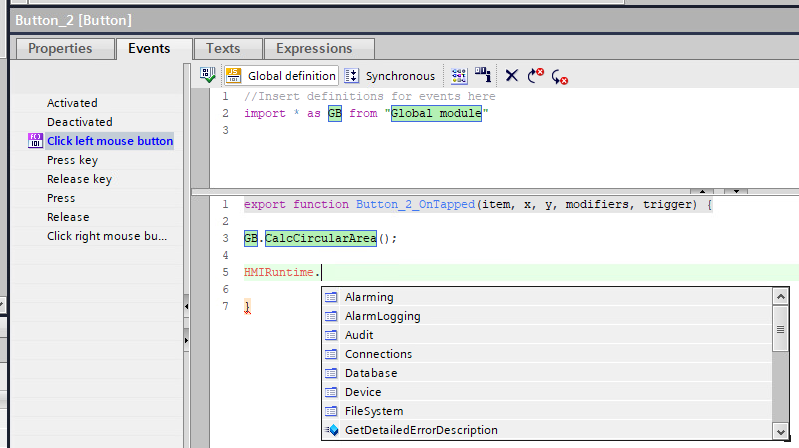 Button_2 [Button]
Properties Events Texts Expressions
Global definition Synchronous
Activated
Deactivated
Click left mouse button
Press key
Release key
Press
Release
Click right mouse bu...
1 //Insert definitions for events here
2 import * as GB from "Global module"
3
1 export function Button_2_OnTapped(item, x, y, modifiers, trigger) {
2
3 GB.CalcCircularArea();
4
5 HMIRuntime.
6
7 }
Alarming
AlarmLogging
Audit
Connections
Database
Device
FileSystem
GetDetailedErrorDescription